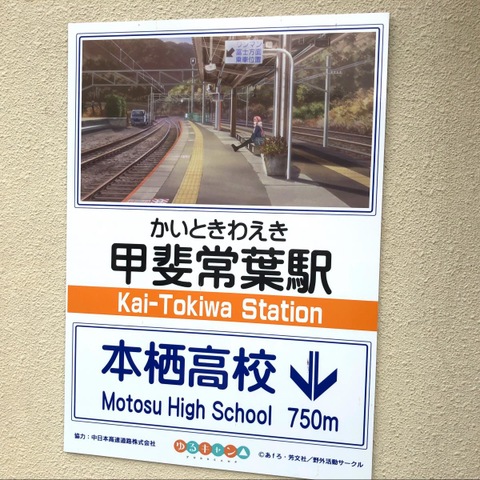 かいときわえき
甲斐常葉駅
Kai-Tokiwa Station
本栖高校
Motosu High School 750m
協力：中日本高速道路株式会社
ゆるキャン△
©あfろ・芳文社／野外活動サークル